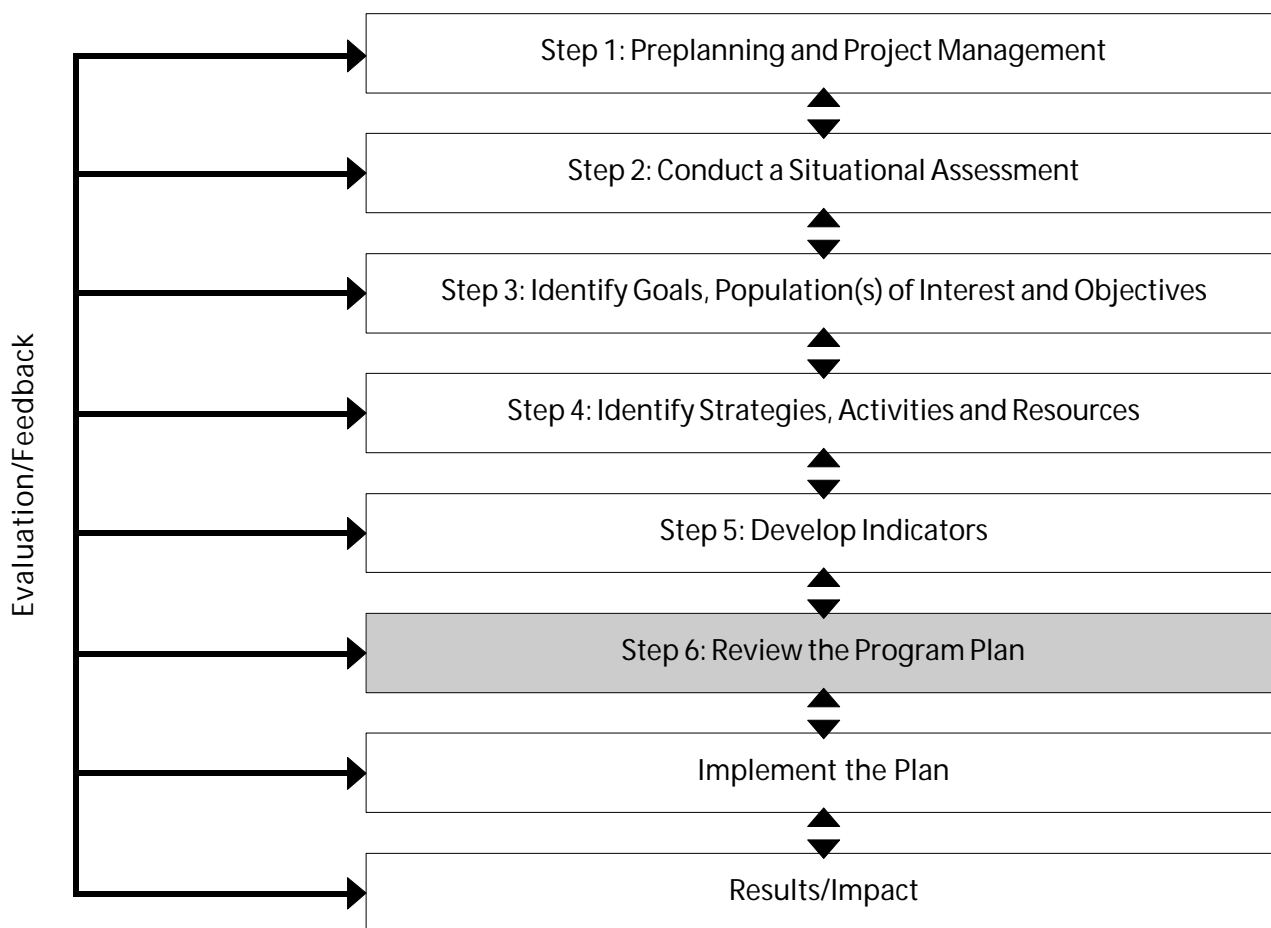 Step 1: Preplanning and Project Management
Step 2: Conduct a Situational Assessment
Step 3: Identify Goals, Population(s) of Interest and Objectives
Step 4: Identify Strategies, Activities and Resources
Step 5: Develop Indicators
Step 6: Review the Program Plan
Implement the Plan
Results/Impact
Evaluation/Feedback